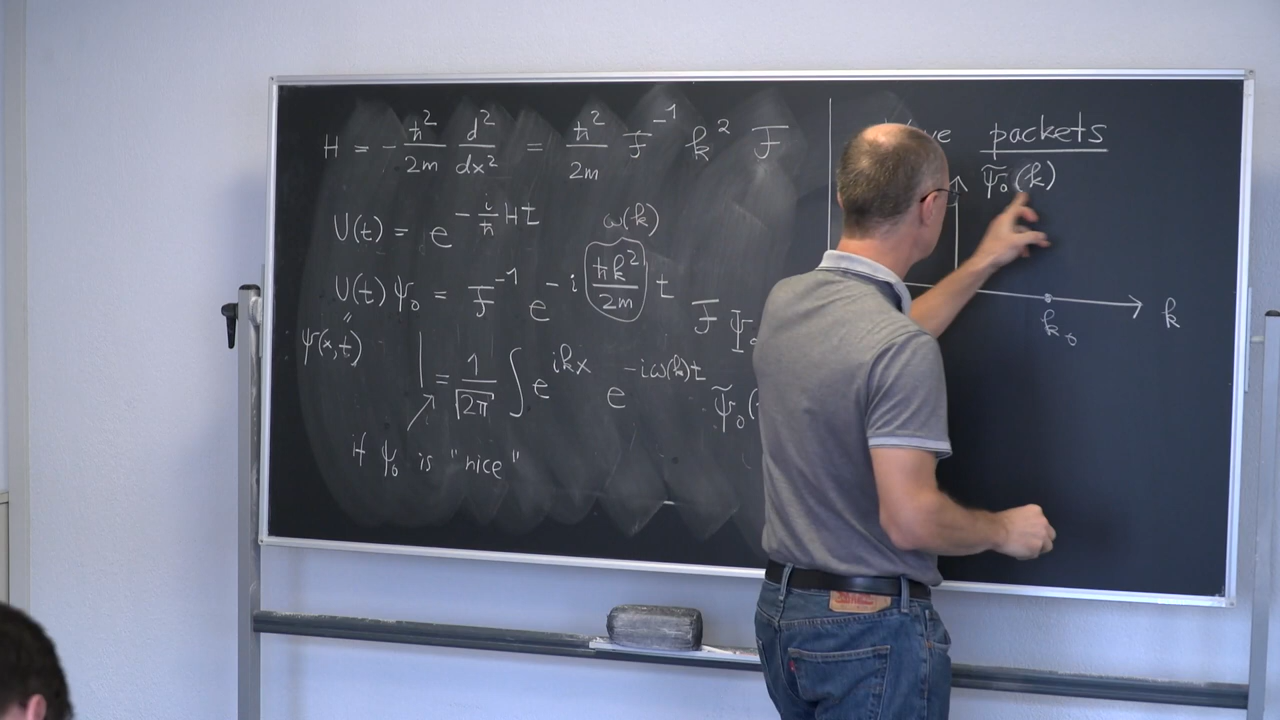 H = - ħ²/2m d²/dx² = ħ²/2m F⁻¹ k² F
U(t) = e^{-i/ħ Ht}
ω(k)
U(t) ψ₀ = F⁻¹ e^{-i ħk²/2m t} F ψ₀
"
ψ(x,t)
= 1/√2π ∫ e^{ikx} e^{-iω(k)t} ψ̃₀(
if ψ₀ is "nice"
packets
ψ̃₀(k)
k
k₀